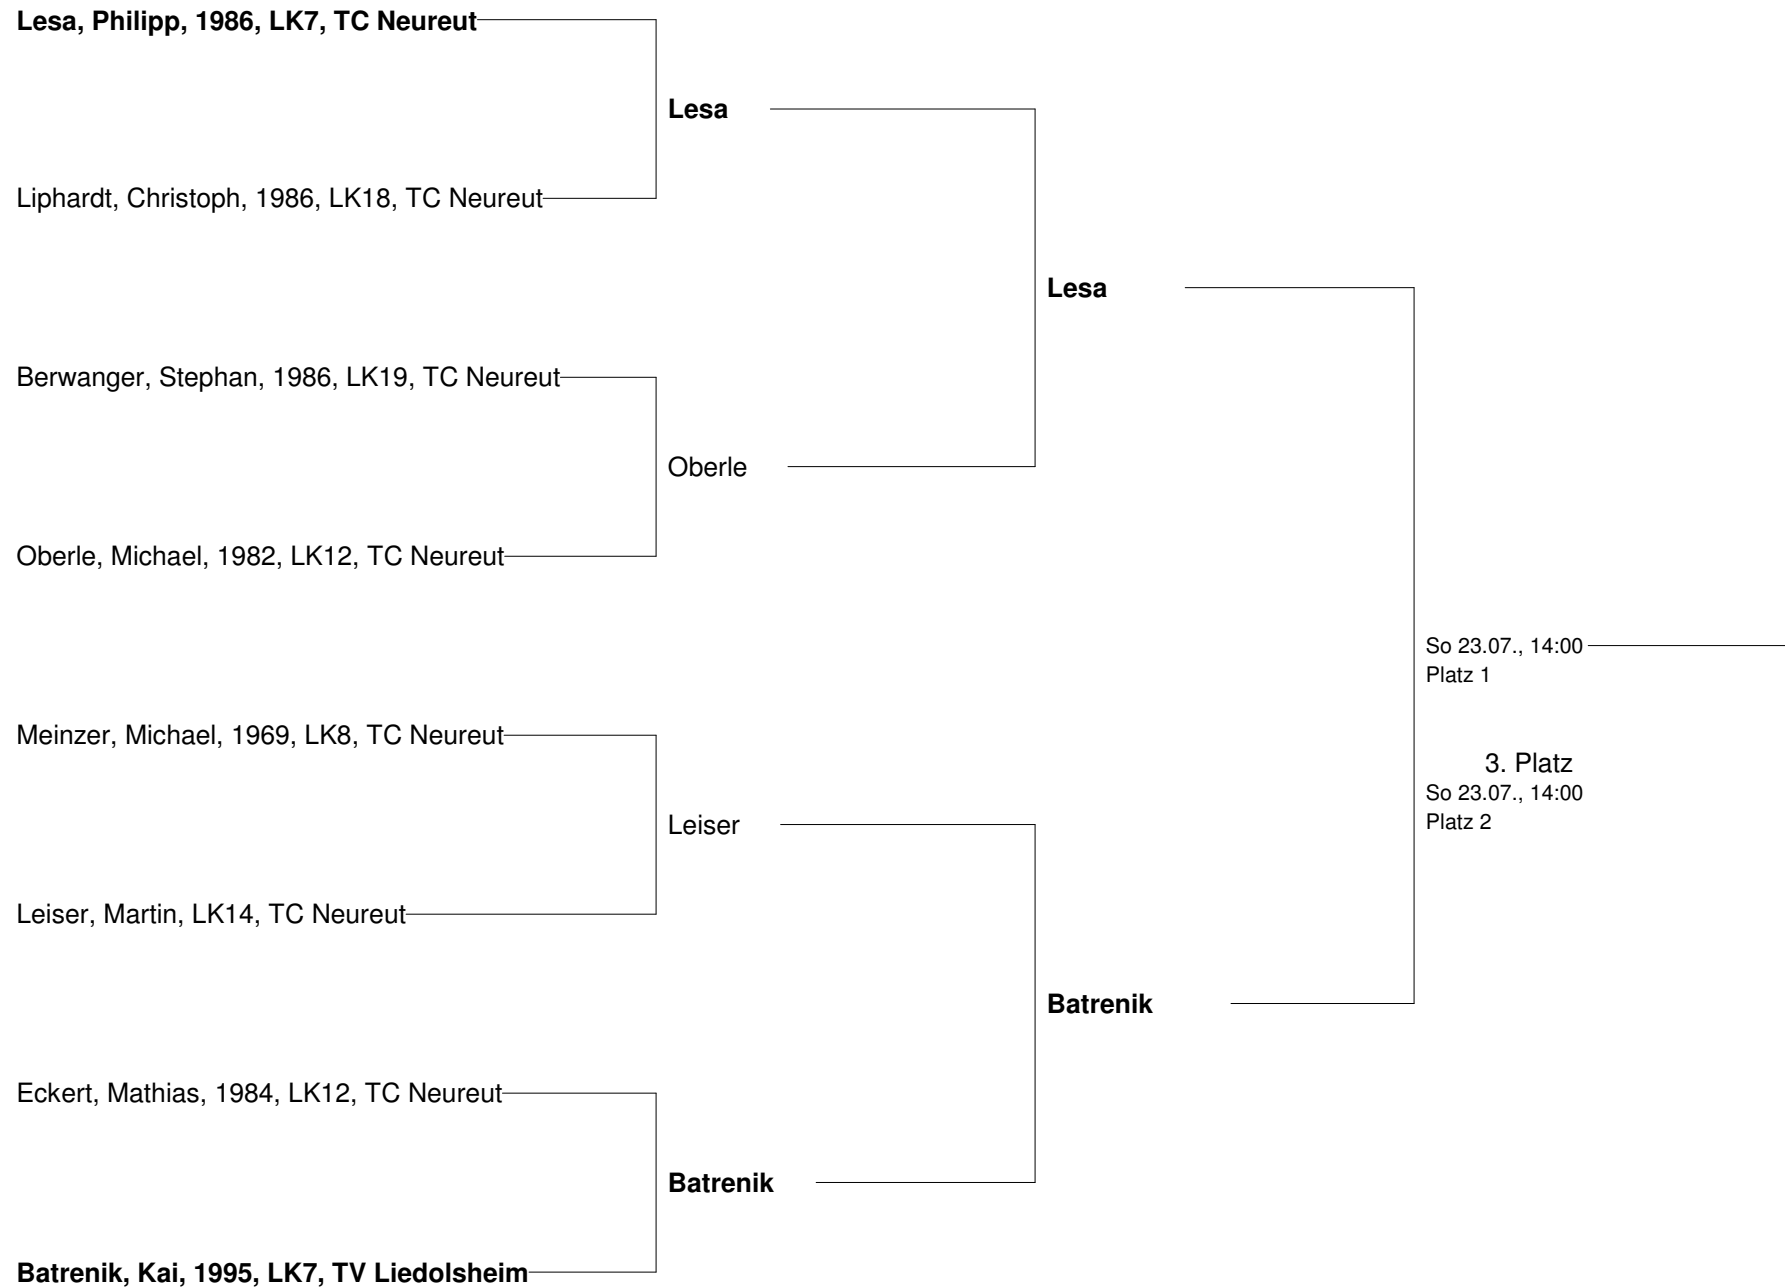 Lesa, Philipp, 1986, LK7, TC Neureut
Lesa
Liphardt, Christoph, 1986, LK18, TC Neureut
Lesa
Berwanger, Stephan, 1986, LK19, TC Neureut
Oberle
Oberle, Michael, 1982, LK12, TC Neureut
So 23.07., 14:00
Platz 1
Meinzer, Michael, 1969, LK8, TC Neureut
3. Platz
So 23.07., 14:00
Platz 2
Leiser
Leiser, Martin, LK14, TC Neureut
Batrenik
Eckert, Mathias, 1984, LK12, TC Neureut
Batrenik
Batrenik, Kai, 1995, LK7, TV Liedolsheim